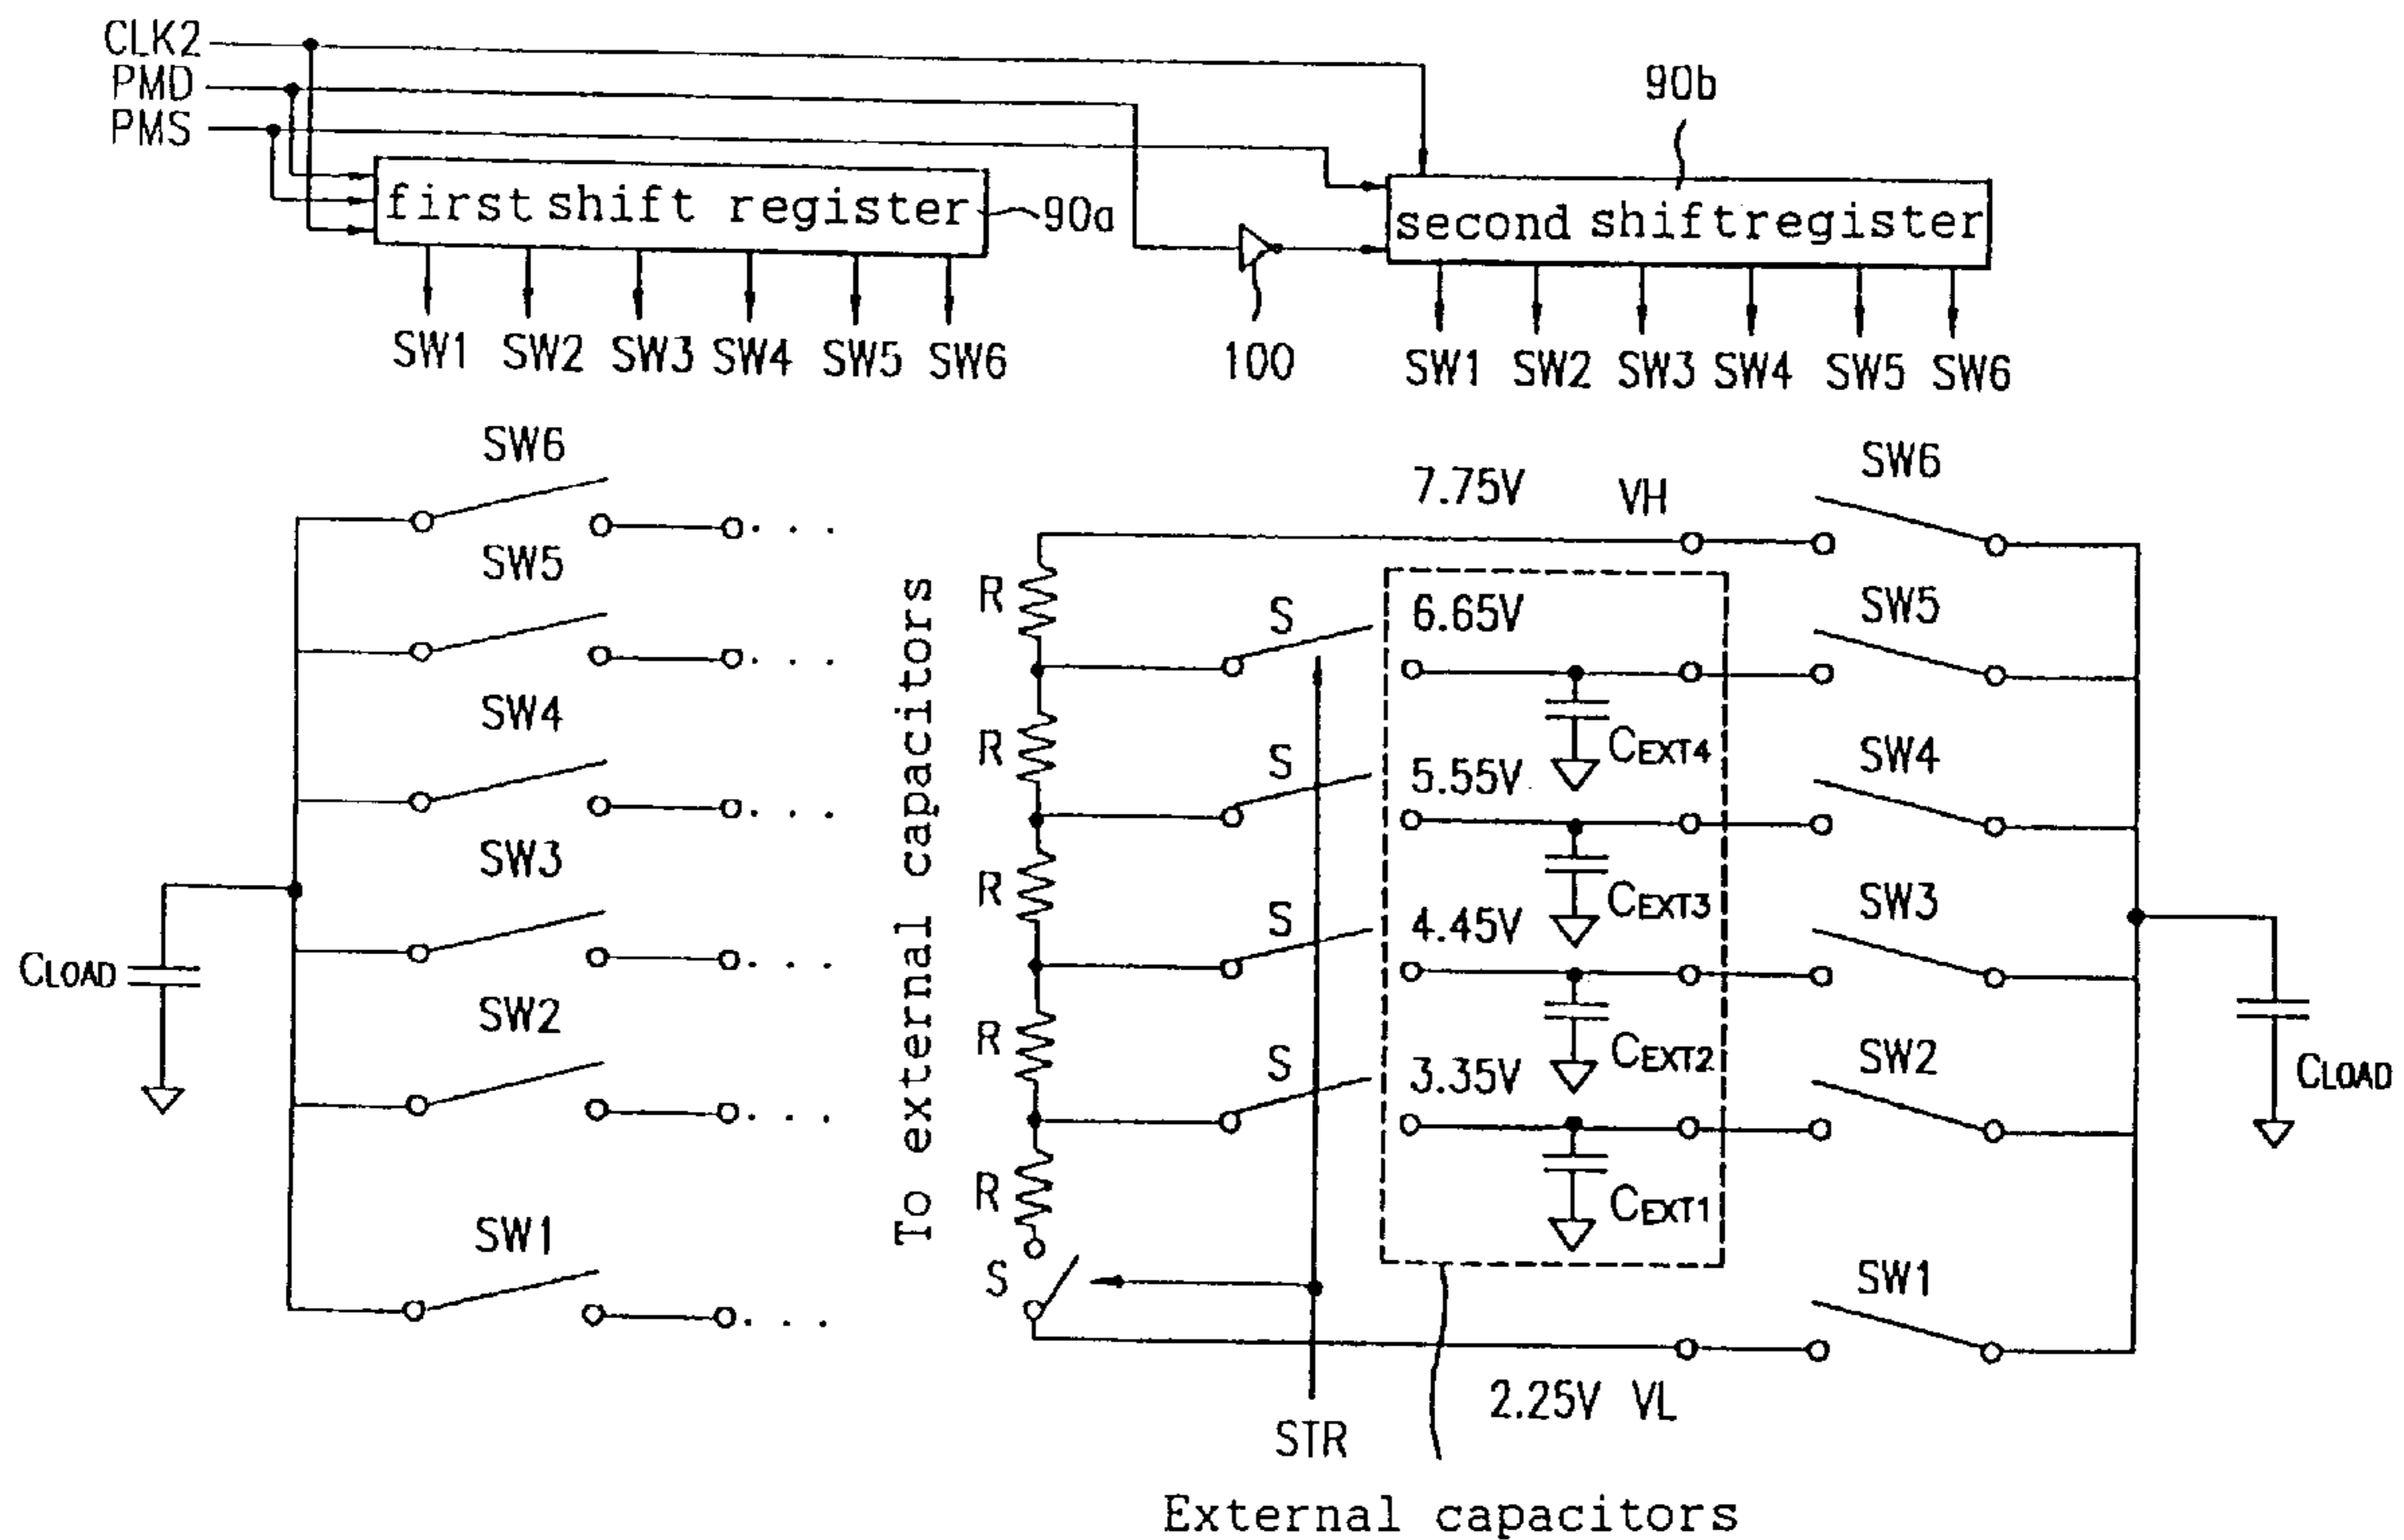 CLK2
PMD
PMS
90b
first shift register
90a
second shift register
SW1 SW2 SW3 SW4 SW5 SW6
100
SW1 SW2 SW3 SW4 SW5 SW6
SW6
SW5
SW4
SW3
SW2
SW1
CLOAD
To external capacitors
R
R
R
R
R
S
S
S
S
S
STR
7.75V VH
6.65V
CEXT4
5.55V
CEXT3
4.45V
CEXT2
3.35V
CEXT1
2.25V VL
External capacitors
SW6
SW5
SW4
SW3
SW2
SW1
CLOAD